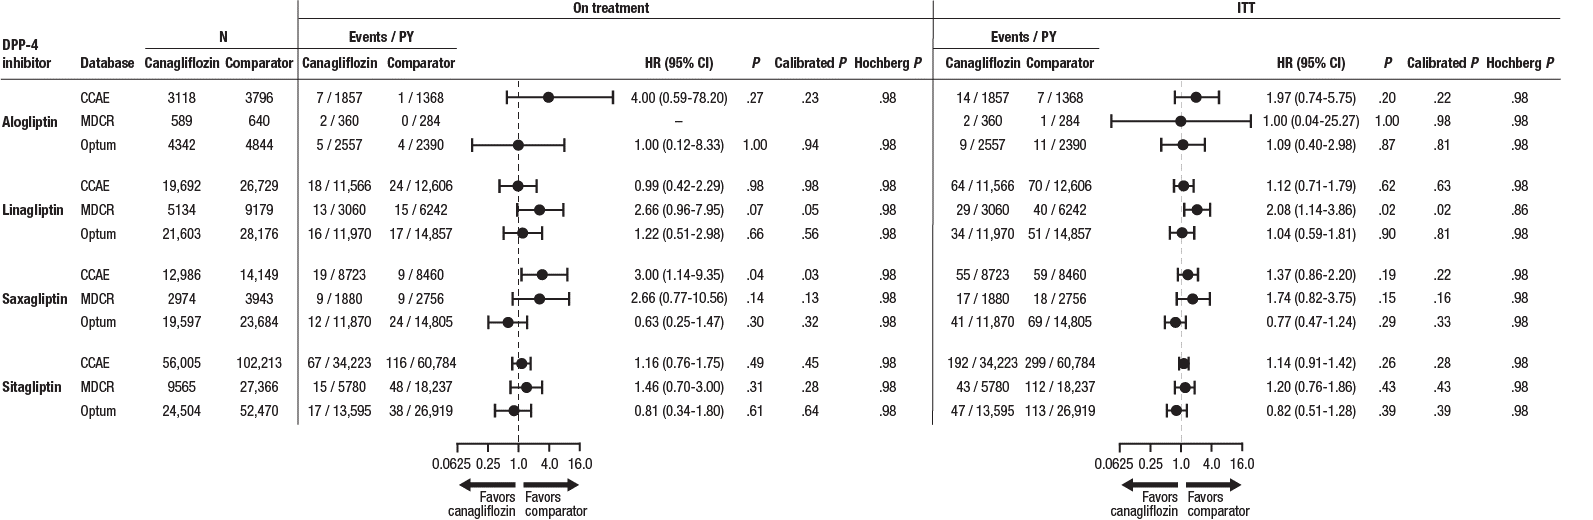 On treatment ITT
N Events / PY Events / PY
DPP-4
inhibitor Database Canagliflozin Comparator Canagliflozin Comparator HR (95% CI) P Calibrated P Hochberg P Canagliflozin Comparator HR (95% CI) P Calibrated P Hochberg P
CCAE 3118 3796 7 / 1857 1 / 1368 4.00 (0.59-78.20) .27 .23 .98 14 / 1857 7 / 1368 1.97 (0.74-5.75) .20 .22 .98
Alogliptin MDCR 589 640 2 / 360 0 / 284 – 2 / 360 1 / 284 1.00 (0.04-25.27) 1.00 .98 .98
Optum 4342 4844 5 / 2557 4 / 2390 1.00 (0.12-8.33) 1.00 .94 .98 9 / 2557 11 / 2390 1.09 (0.40-2.98) .87 .81 .98
CCAE 19,692 26,729 18 / 11,566 24 / 12,606 0.99 (0.42-2.29) .98 .98 .98 64 / 11,566 70 / 12,606 1.12 (0.71-1.79) .62 .63 .98
Linagliptin MDCR 5134 9179 13 / 3060 15 / 6242 2.66 (0.96-7.95) .07 .05 .98 29 / 3060 40 / 6242 2.08 (1.14-3.86) .02 .02 .86
Optum 21,603 28,176 16 / 11,970 17 / 14,857 1.22 (0.51-2.98) .66 .56 .98 34 / 11,970 51 / 14,857 1.04 (0.59-1.81) .90 .81 .98
CCAE 12,986 14,149 19 / 8723 9 / 8460 3.00 (1.14-9.35) .04 .03 .98 55 / 8723 59 / 8460 1.37 (0.86-2.20) .19 .22 .98
Saxagliptin MDCR 2974 3943 9 / 1880 9 / 2756 2.66 (0.77-10.56) .14 .13 .98 17 / 1880 18 / 2756 1.74 (0.82-3.75) .15 .16 .98
Optum 19,597 23,684 12 / 11,870 24 / 14,805 0.63 (0.25-1.47) .30 .32 .98 41 / 11,870 69 / 14,805 0.77 (0.47-1.24) .29 .33 .98
CCAE 56,005 102,213 67 / 34,223 116 / 60,784 1.16 (0.76-1.75) .49 .45 .98 192 / 34,223 299 / 60,784 1.14 (0.91-1.42) .26 .28 .98
Sitagliptin MDCR 9565 27,366 15 / 5780 48 / 18,237 1.46 (0.70-3.00) .31 .28 .98 43 / 5780 112 / 18,237 1.20 (0.76-1.86) .43 .43 .98
Optum 24,504 52,470 17 / 13,595 38 / 26,919 0.81 (0.34-1.80) .61 .64 .98 47 / 13,595 113 / 26,919 0.82 (0.51-1.28) .39 .39 .98
0.0625 0.25 1.0 4.0 16.0 0.0625 0.25 1.0 4.0 16.0
Favors Favors Favors Favors
canagliflozin comparator canagliflozin comparator